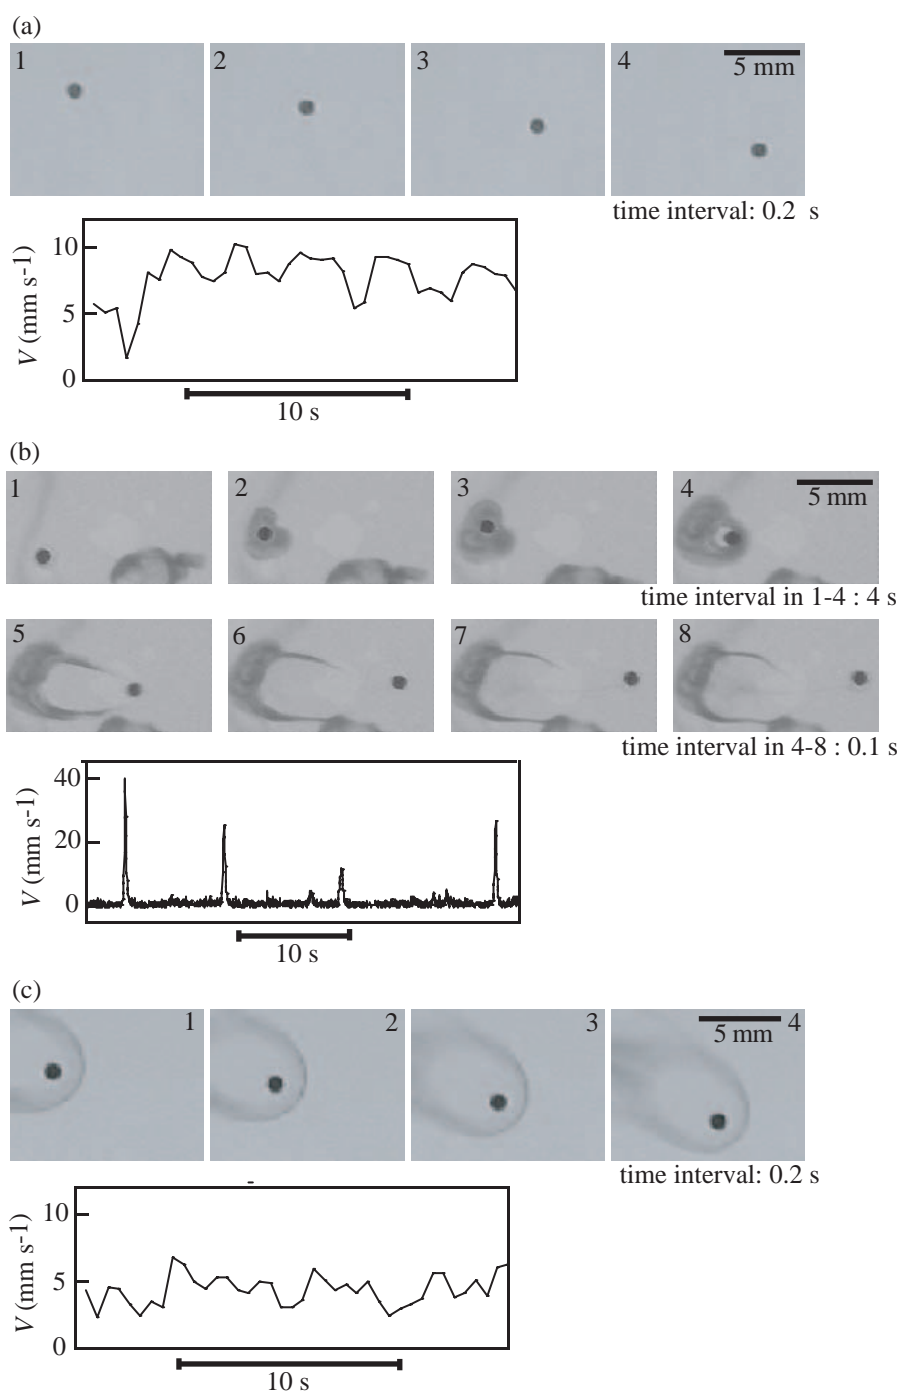 (a)
1 2 3 4
5 mm
time interval: 0.2 s
10
5
0
V (mm s-1)
10 s
(b)
1 2 3 4
5 mm
time interval in 1-4 : 4 s
5 6 7 8
time interval in 4-8 : 0.1 s
40
20
0
V (mm s-1)
10 s
(c)
1 2 3 4
5 mm
time interval: 0.2 s
10
5
0
V (mm s-1)
10 s